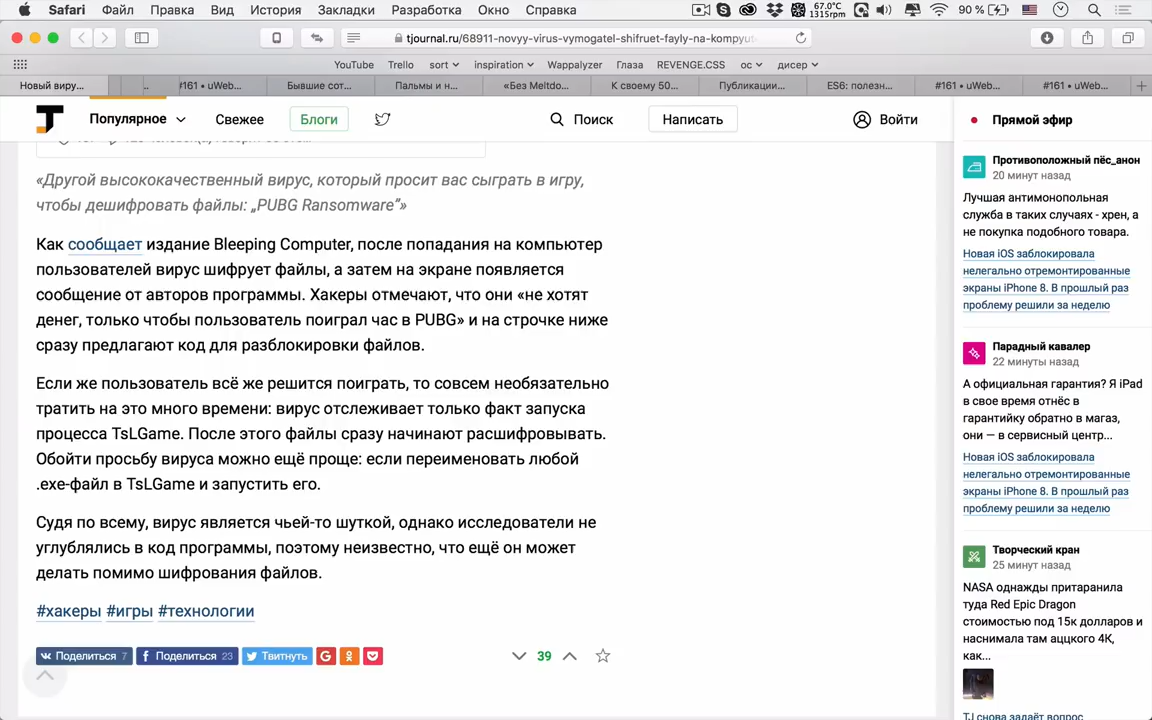 Safari Файл Правка Вид История Закладки Разработка Окно Справка 67.0°C 1315rpm 90 %
tjournal.ru/68911-novyy-virus-vymogatel-shifruet-fayly-na-kompyut
YouTube Trello sort inspiration Wappalyzer Глаза REVENGE.CSS ос дисер
Новый виру... .. #161 • uWeb... Бывшие сот... Пальмы и н... «Без Meltdo... К своему 50... Публикации... ES6: полезн... #161 • uWeb... #161 • uWeb...
Популярное Свежее Блоги Поиск Написать Войти
«Другой высококачественный вирус, который просит вас сыграть в игру,
чтобы дешифровать файлы: „PUBG Ransomware”»
Как сообщает издание Bleeping Computer, после попадания на компьютер
пользователей вирус шифрует файлы, а затем на экране появляется
сообщение от авторов программы. Хакеры отмечают, что они «не хотят
денег, только чтобы пользователь поиграл час в PUBG» и на строчке ниже
сразу предлагают код для разблокировки файлов.
Если же пользователь всё же решится поиграть, то совсем необязательно
тратить на это много времени: вирус отслеживает только факт запуска
процесса TsLGame. После этого файлы сразу начинают расшифровывать.
Обойти просьбу вируса можно ещё проще: если переименовать любой
.exe-файл в TsLGame и запустить его.
Судя по всему, вирус является чьей-то шуткой, однако исследователи не
углублялись в код программы, поэтому неизвестно, что ещё он может
делать помимо шифрования файлов.
#хакеры #игры #технологии
Поделиться 7 Поделиться 23 Твитнуть 39
Прямой эфир
Противоположный пёс_анон
20 минут назад
Лучшая антимонопольная
служба в таких случаях - хрен, а
не покупка подобного товара.
Новая iOS заблокировала
нелегально отремонтированные
экраны iPhone 8. В прошлый раз
проблему решили за неделю
Парадный кавалер
22 минуты назад
А официальная гарантия? Я iPad
в свое время отнёс в
гарантийку обратно в магаз,
они — в сервисный центр...
Новая iOS заблокировала
нелегально отремонтированные
экраны iPhone 8. В прошлый раз
проблему решили за неделю
Творческий кран
25 минут назад
NASA однажды притаранила
туда Red Epic Dragon
стоимостью под 15к долларов и
наснимала там аццкого 4К,
как...
TJ снова задаёт вопрос